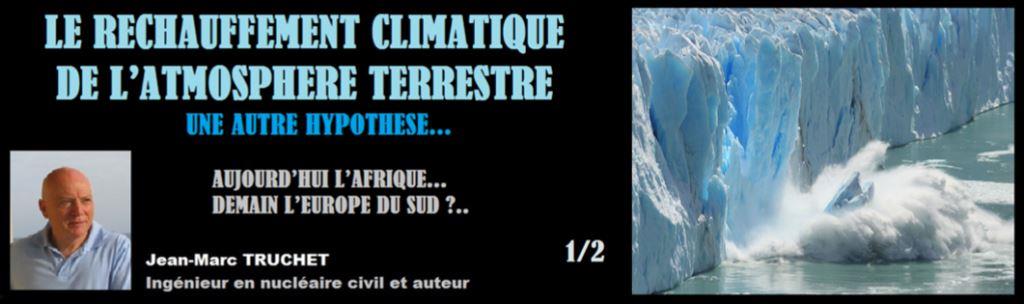 LE RECHAUFFEMENT CLIMATIQUE
DE L'ATMOSPHERE TERRESTRE
UNE AUTRE HYPOTHESE...
AUJOURD'HUI L'AFRIQUE...
DEMAIN L'EUROPE DU SUD ?..
Jean-Marc TRUCHET
Ingénieur en nucléaire civil et auteur
1/2